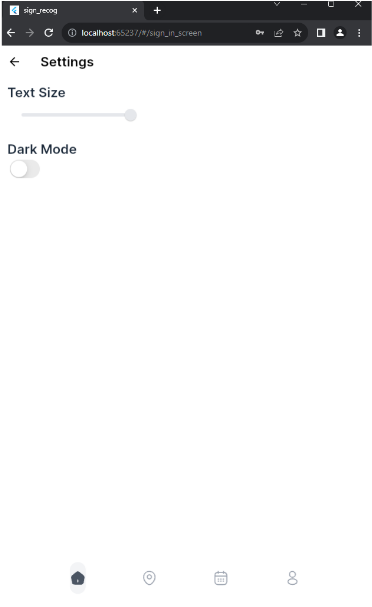 sign_recog
localhost:65237/#/sign_in_screen
Settings
Text Size
Dark Mode